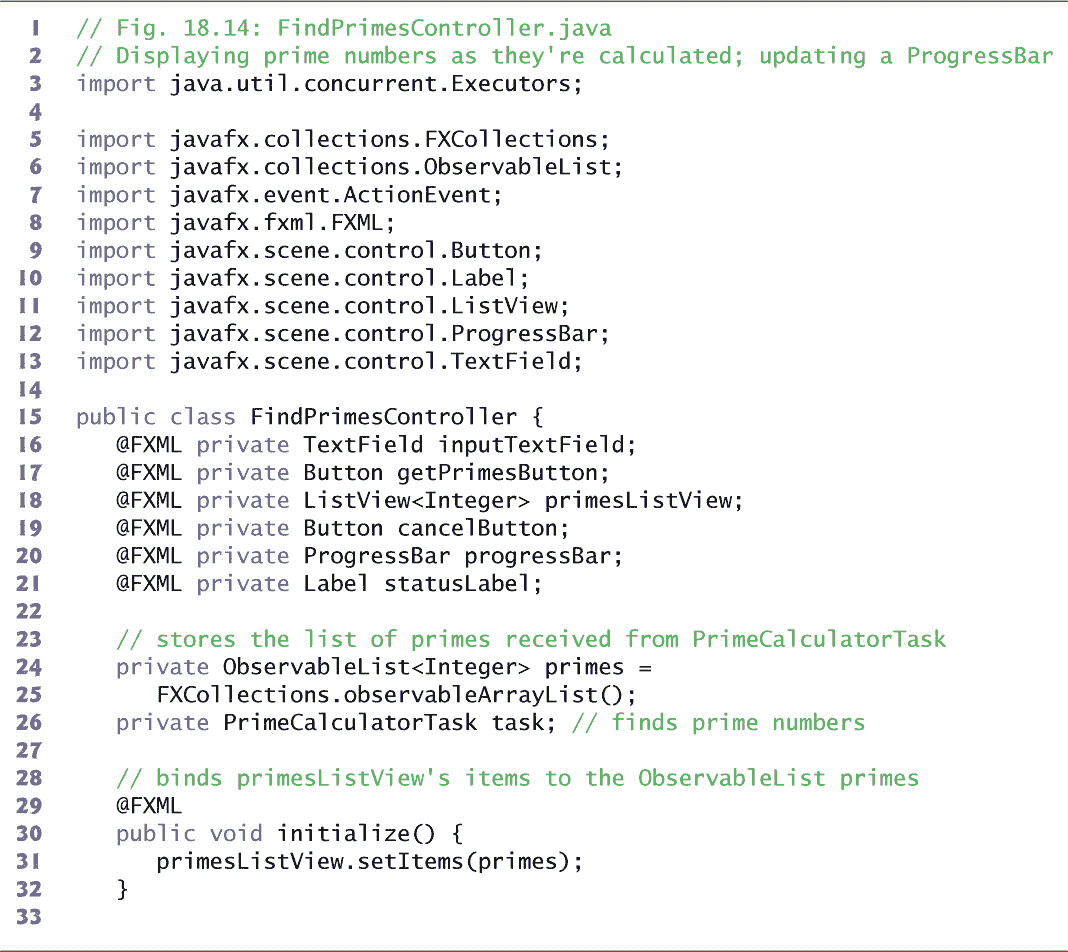 1 // Fig. 18.14: FindPrimesController.java
2 // Displaying prime numbers as they're calculated; updating a ProgressBar
3 import java.util.concurrent.Executors;
4
5 import javafx.collections.FXCollections;
6 import javafx.collections.ObservableList;
7 import javafx.event.ActionEvent;
8 import javafx.fxml.FXML;
9 import javafx.scene.control.Button;
10 import javafx.scene.control.Label;
11 import javafx.scene.control.ListView;
12 import javafx.scene.control.ProgressBar;
13 import javafx.scene.control.TextField;
14
15 public class FindPrimesController {
16    @FXML private TextField inputTextField;
17    @FXML private Button getPrimesButton;
18    @FXML private ListView<Integer> primesListView;
19    @FXML private Button cancelButton;
20    @FXML private ProgressBar progressBar;
21    @FXML private Label statusLabel;
22
23    // stores the list of primes received from PrimeCalculatorTask
24    private ObservableList<Integer> primes =
25       FXCollections.observableArrayList();
26    private PrimeCalculatorTask task; // finds prime numbers
27
28    // binds primesListView's items to the ObservableList primes
29    @FXML
30    public void initialize() {
31       primesListView.setItems(primes);
32    }
33